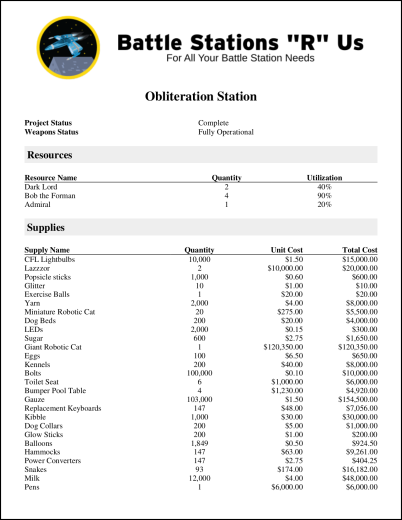 Battle Stations "R" Us
For All Your Battle Station Needs
Obliteration Station
Project Status Complete
Weapons Status Fully Operational
Resources
Resource Name Quantity Utilization
Dark Lord 2 40%
Bob the Forman 4 90%
Admiral 1 20%
Supplies
Supply Name Quantity Unit Cost Total Cost
CFL Lightbulbs 10,000 $1.50 $15,000.00
Lazzzor 2 $10,000.00 $20,000.00
Popsicle sticks 1,000 $0.60 $600.00
Glitter 10 $1.00 $10.00
Exercise Balls 1 $20.00 $20.00
Yarn 2,000 $4.00 $8,000.00
Miniature Robotic Cat 20 $275.00 $5,500.00
Dog Beds 200 $20.00 $4,000.00
LEDs 2,000 $0.15 $300.00
Sugar 600 $2.75 $1,650.00
Giant Robotic Cat 1 $120,350.00 $120,350.00
Eggs 100 $6.50 $650.00
Kennels 200 $40.00 $8,000.00
Bolts 100,000 $0.10 $10,000.00
Toilet Seat 6 $1,000.00 $6,000.00
Bumper Pool Table 4 $1,230.00 $4,920.00
Gauze 103,000 $1.50 $154,500.00
Replacement Keyboards 147 $48.00 $7,056.00
Kibble 1,000 $30.00 $30,000.00
Dog Collars 200 $5.00 $1,000.00
Glow Sticks 200 $1.00 $200.00
Balloons 1,849 $0.50 $924.50
Hammocks 147 $63.00 $9,261.00
Power Converters 147 $2.75 $404.25
Snakes 93 $174.00 $16,182.00
Milk 12,000 $4.00 $48,000.00
Pens 1 $6,000.00 $6,000.00